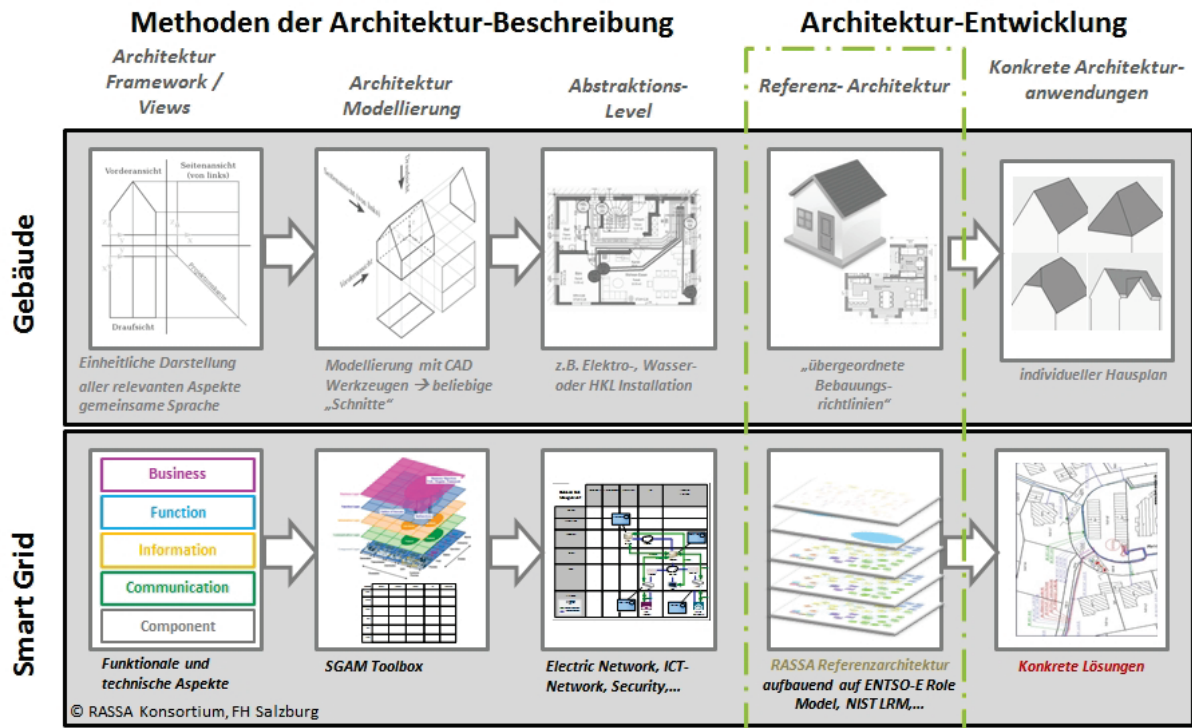 Methoden der Architektur-Beschreibung
Architektur-Entwicklung
Architektur
Framework /
Views
Architektur
Modellierung
Abstraktions-
Level
Referenz- Architektur
Konkrete Architektur-
anwendungen
Gebäude
Vorderansicht
Seitenansicht
(von links)
Draufsicht
Einheitliche Darstellung
aller relevanten Aspekte
gemeinsame Sprache
Modellierung mit CAD
Werkzeugen → beliebige
„Schnitte“
z.B. Elektro-, Wasser-
oder HKL Installation
„übergeordnete
Bebauungs-
richtlinien“
individueller Hausplan
Smart Grid
Business
Function
Information
Communication
Component
Funktionale und
technische Aspekte
SGAM Toolbox
Electric Network, ICT-
Network, Security,...
RASSA Referenzarchitektur
aufbauend auf ENTSO-E Role
Model, NIST LRM,...
Konkrete Lösungen
© RASSA Konsortium, FH Salzburg